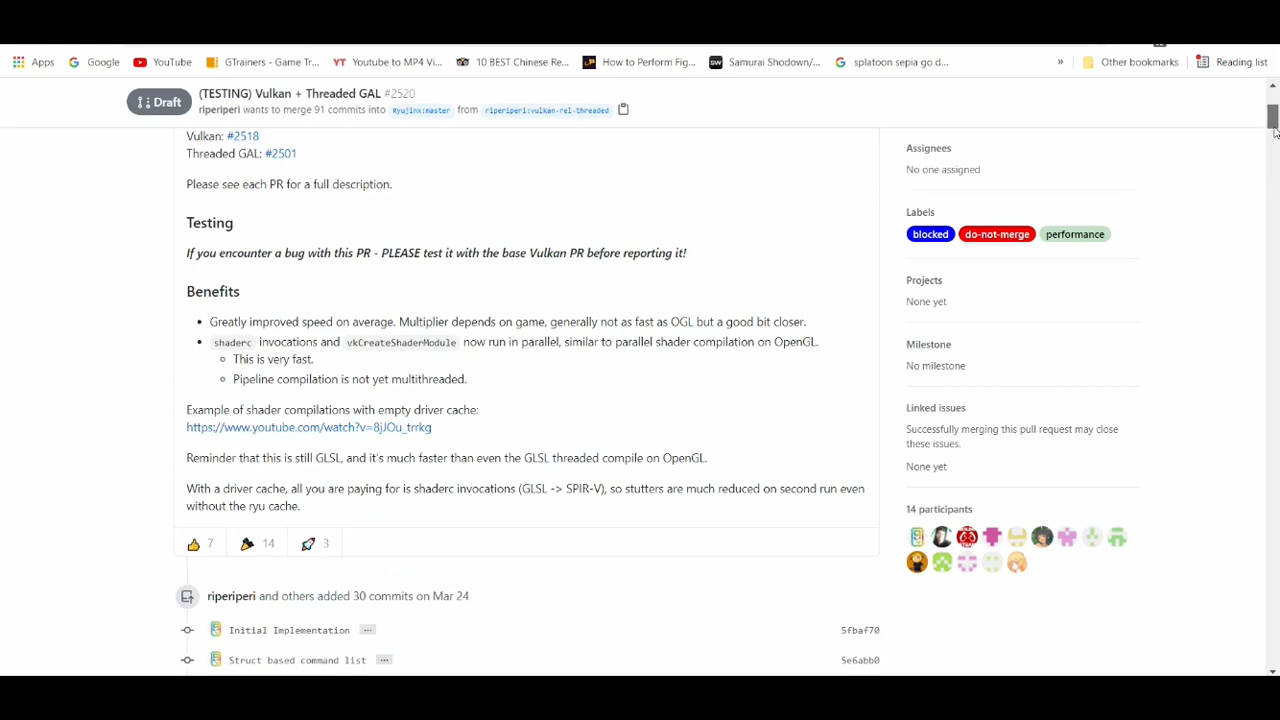 Apps Google YouTube GTrainers - Game Tr... Youtube to MP4 Vi... 10 BEST Chinese Re... How to Perform Fig... Samurai Shodown/... splatoon sepia go d... » Other bookmarks Reading list
Draft
(TESTING) Vulkan + Threaded GAL #2520
riperiperi wants to merge 91 commits into Ryujinx:master from riperiperi:vulkan-rel-threaded
Vulkan: #2518
Threaded GAL: #2501
Please see each PR for a full description.
Testing
If you encounter a bug with this PR - PLEASE test it with the base Vulkan PR before reporting it!
Benefits
• Greatly improved speed on average. Multiplier depends on game, generally not as fast as OGL but a good bit closer.
• shaderc invocations and vkCreateShaderModule now run in parallel, similar to parallel shader compilation on OpenGL.
◦ This is very fast.
◦ Pipeline compilation is not yet multithreaded.
Example of shader compilations with empty driver cache:
https://www.youtube.com/watch?v=8jJOu_trrkg
Reminder that this is still GLSL, and it's much faster than even the GLSL threaded compile on OpenGL.
With a driver cache, all you are paying for is shaderc invocations (GLSL -> SPIR-V), so stutters are much reduced on second run even
without the ryu cache.
7 14 3
riperiperi and others added 30 commits on Mar 24
Initial Implementation ... 5fbaf70
Struct based command list ... 5e6abb0
Assignees
No one assigned
Labels
blocked do-not-merge performance
Projects
None yet
Milestone
No milestone
Linked issues
Successfully merging this pull request may close
these issues.
None yet
14 participants